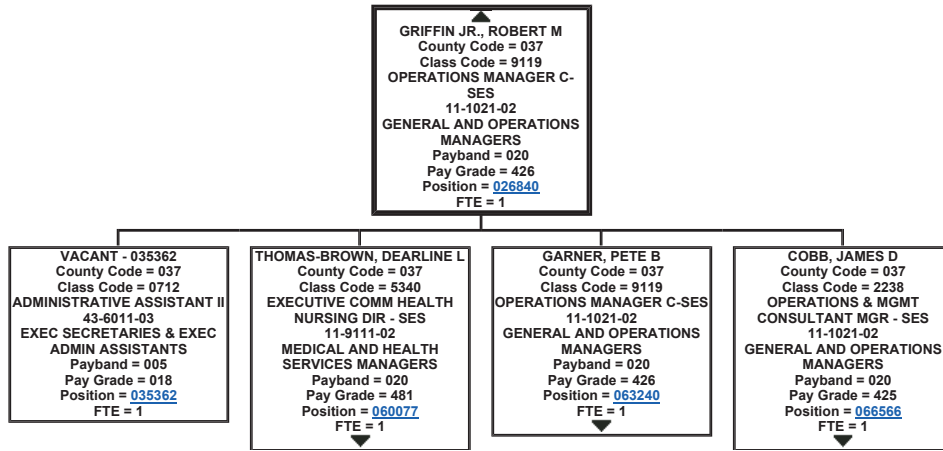 GRIFFIN JR., ROBERT M
County Code = 037
Class Code = 9119
OPERATIONS MANAGER C-
SES
11-1021-02
GENERAL AND OPERATIONS
MANAGERS
Payband = 020
Pay Grade = 426
Position = 026840
FTE = 1
VACANT - 035362
County Code = 037
Class Code = 0712
ADMINISTRATIVE ASSISTANT II
43-6011-03
EXEC SECRETARIES & EXEC
ADMIN ASSISTANTS
Payband = 005
Pay Grade = 018
Position = 035362
FTE = 1
THOMAS-BROWN, DEARLINE L
County Code = 037
Class Code = 5340
EXECUTIVE COMM HEALTH
NURSING DIR - SES
11-9111-02
MEDICAL AND HEALTH
SERVICES MANAGERS
Payband = 020
Pay Grade = 481
Position = 060077
FTE = 1
GARNER, PETE B
County Code = 037
Class Code = 9119
OPERATIONS MANAGER C-SES
11-1021-02
GENERAL AND OPERATIONS
MANAGERS
Payband = 020
Pay Grade = 426
Position = 063240
FTE = 1
COBB, JAMES D
County Code = 037
Class Code = 2238
OPERATIONS & MGMT
CONSULTANT MGR - SES
11-1021-02
GENERAL AND OPERATIONS
MANAGERS
Payband = 020
Pay Grade = 425
Position = 066566
FTE = 1